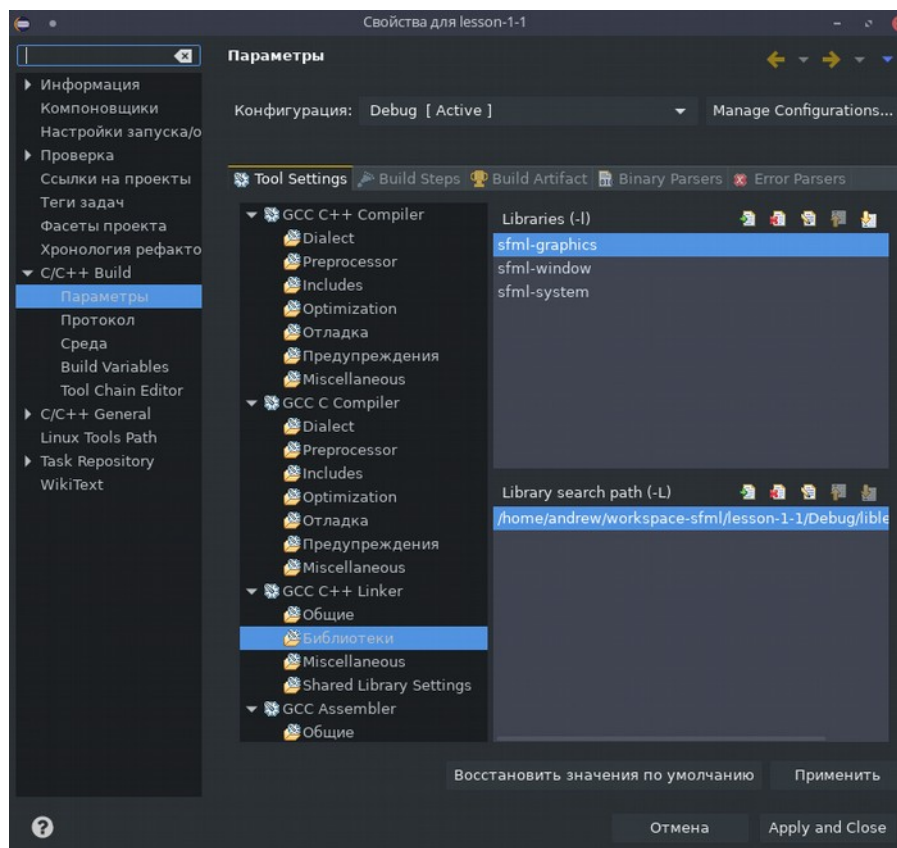 Свойства для lesson-1-1
Параметры
Информация
Компоновщики
Настройки запуска/о
Проверка
Ссылки на проекты
Теги задач
Фасеты проекта
Хронология рефакто
C/C++ Build
Параметры
Протокол
Среда
Build Variables
Tool Chain Editor
C/C++ General
Linux Tools Path
Task Repository
WikiText
Конфигурация: Debug [ Active ] Manage Configurations...
Tool Settings Build Steps Build Artifact Binary Parsers Error Parsers
GCC C++ Compiler
Dialect
Preprocessor
Includes
Optimization
Отладка
Предупреждения
Miscellaneous
GCC C Compiler
Dialect
Preprocessor
Includes
Optimization
Отладка
Предупреждения
Miscellaneous
GCC C++ Linker
Общие
Библиотеки
Miscellaneous
Shared Library Settings
GCC Assembler
Общие
Libraries (-l)
sfml-graphics
sfml-window
sfml-system
Library search path (-L)
/home/andrew/workspace-sfml/lesson-1-1/Debug/lible
Восстановить значения по умолчанию Применить
Отмена Apply and Close